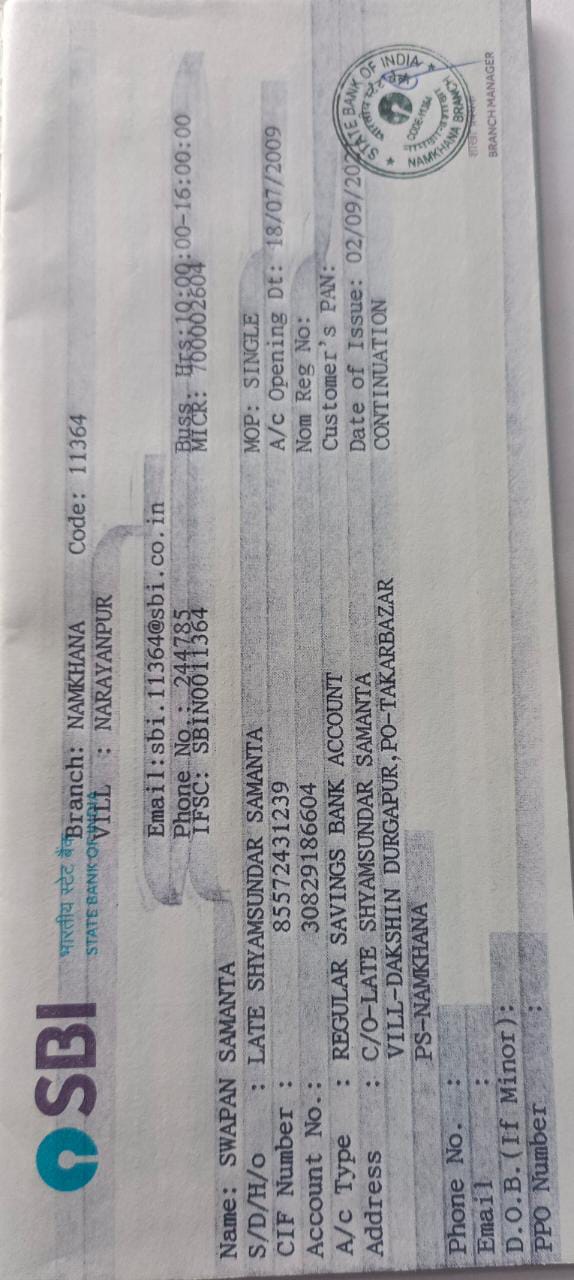 SBI
भारतीय स्टेट बैंक
STATE BANK OF INDIA
Branch: NAMKHANA Code: 11364
VILL : NARAYANPUR
Email:sbi.11364@sbi.co.in
Phone No.: 244785 Buss. Hrs:10:00:00-16:00:00
IFSC: SBIN0011364 MICR: 700002604
Name: SWAPAN SAMANTA
S/D/H/o : LATE SHYAMSUNDAR SAMANTA MOP: SINGLE
CIF Number : 85572431239 A/c Opening Dt: 18/07/2009
Account No.: 30829186604 Nom Reg No:
A/c Type : REGULAR SAVINGS BANK ACCOUNT Customer's PAN:
Address : C/O-LATE SHYAMSUNDAR SAMANTA Date of Issue: 02/09/202
VILL-DAKSHIN DURGAPUR,PO-TAKARBAZAR CONTINUATION
PS-NAMKHANA
Phone No. :
Email :
D.O.B.(If Minor):
PPO Number :
STATE BANK OF INDIA
भारतीय स्टेट बैंक
CODE-11364
NAMKHANA BRANCH
BRANCH MANAGER